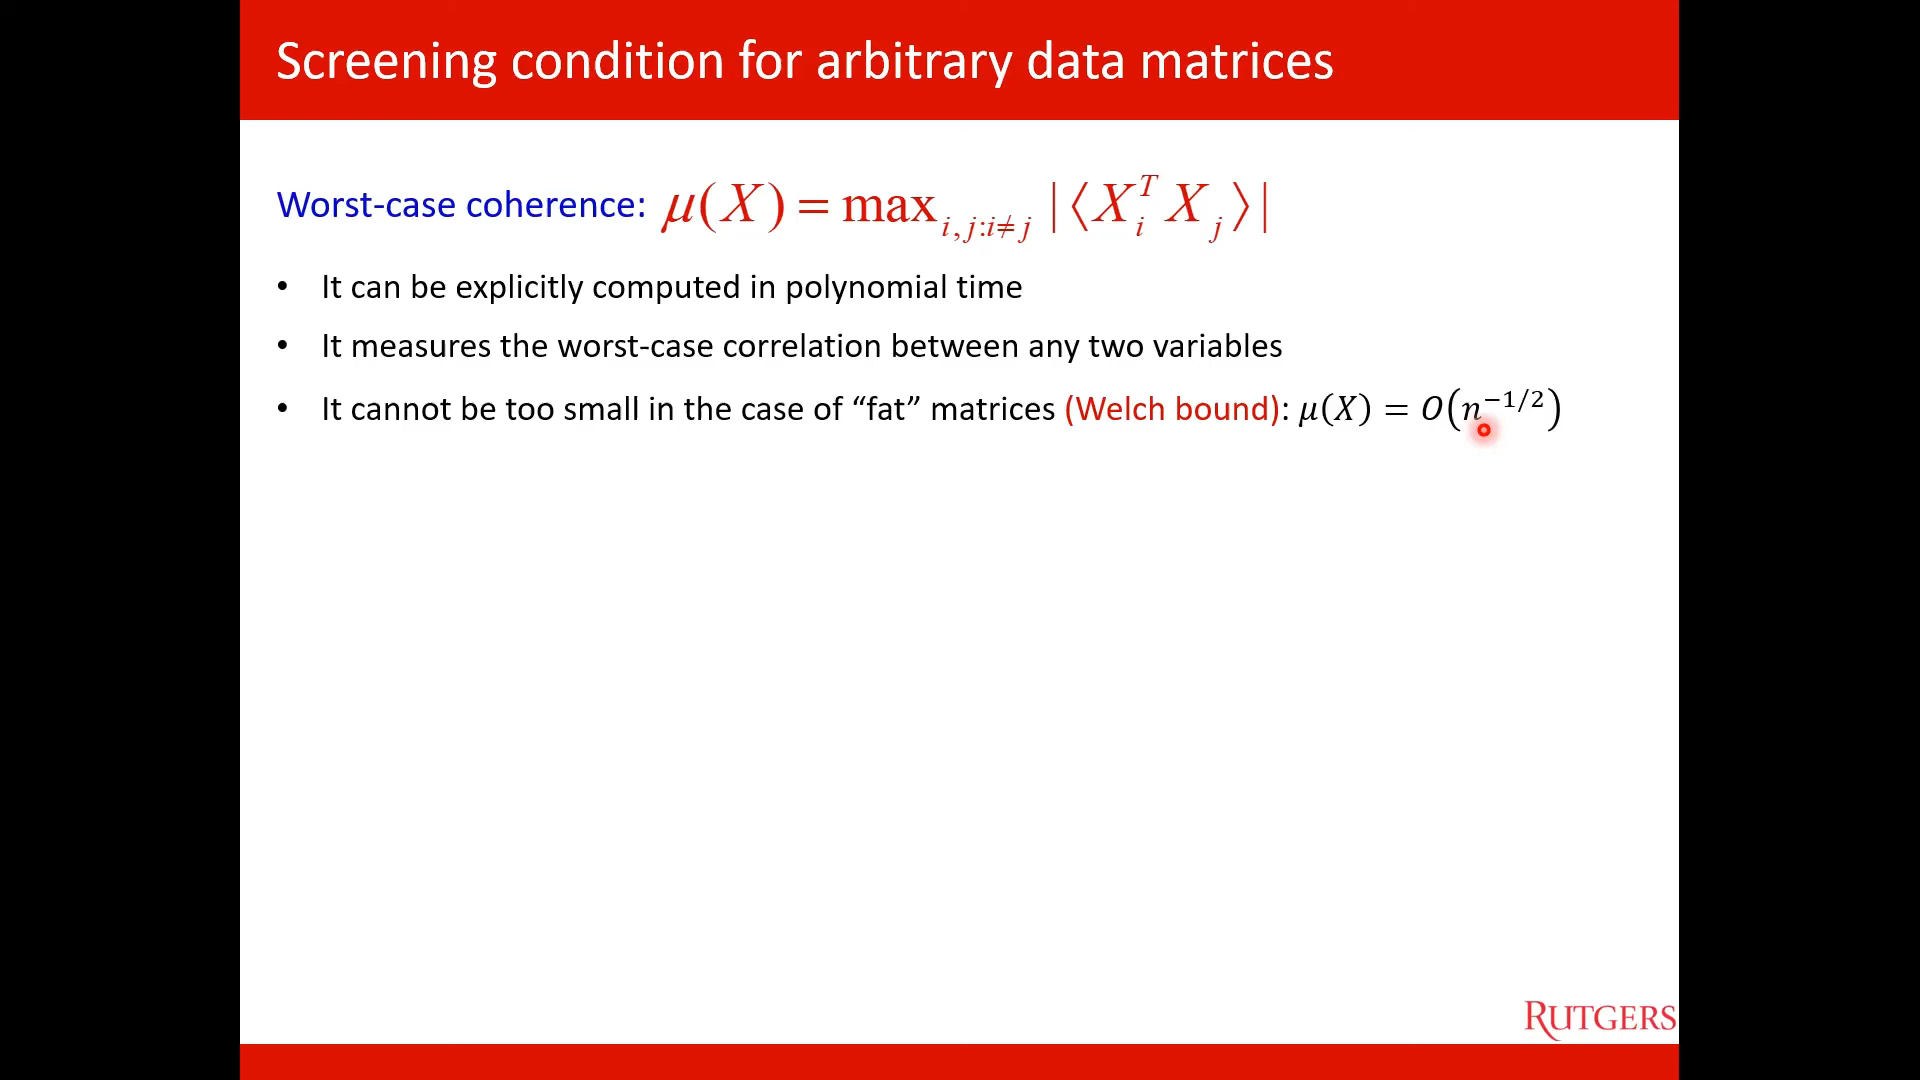 Screening condition for arbitrary data matrices
Worst-case coherence: μ(X) = max_{i,j:i≠j} |⟨X_i^T X_j⟩|
• It can be explicitly computed in polynomial time
• It measures the worst-case correlation between any two variables
• It cannot be too small in the case of “fat” matrices (Welch bound): μ(X) = O(n^{−1/2})
RUTGERS